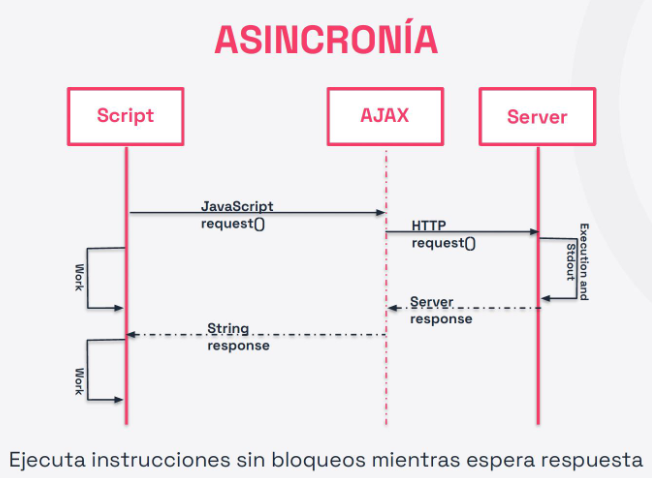 ASINCRONÍA
Script
AJAX
Server
JavaScript
request()
HTTP
request()
Execution and
Stdout
Work
Server
response
String
response
Work
Ejecuta instrucciones sin bloqueos mientras espera respuesta